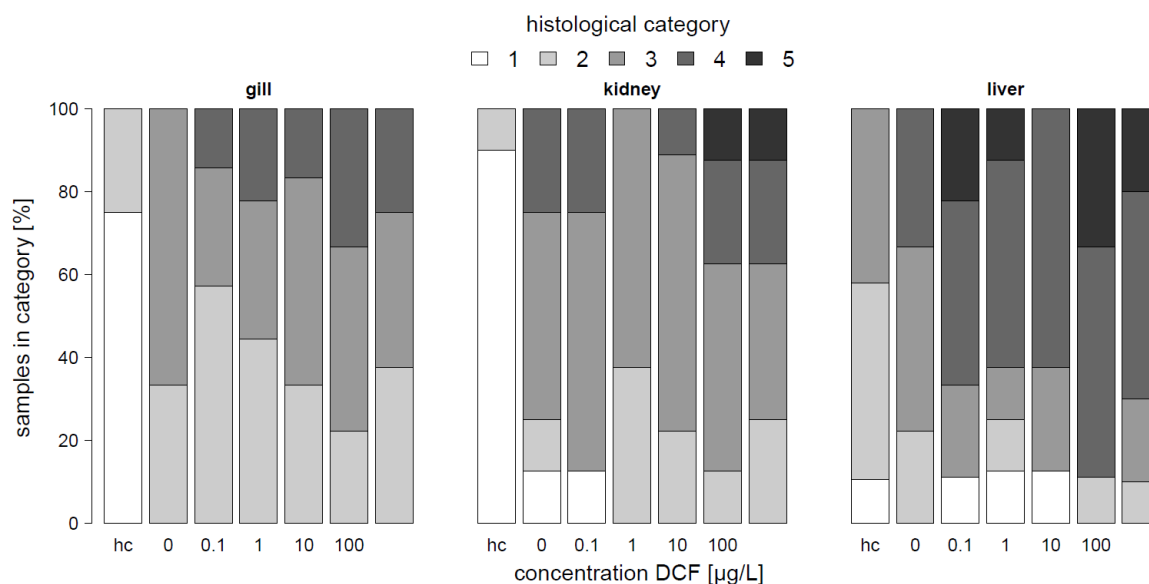 histological category
1 2 3 4 5
gill kidney liver
samples in category [%]
100
80
60
40
20
0
hc 0 0.1 1 10 100 hc 0 0.1 1 10 100 hc 0 0.1 1 10 100
concentration DCF [µg/L]